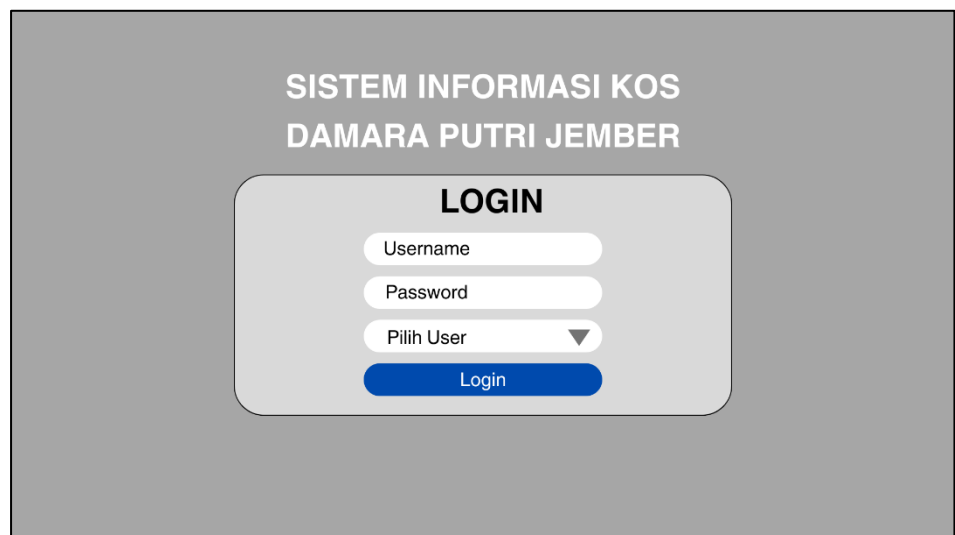 SISTEM INFORMASI KOS
DAMARA PUTRI JEMBER
LOGIN
Username
Password
Pilih User
Login